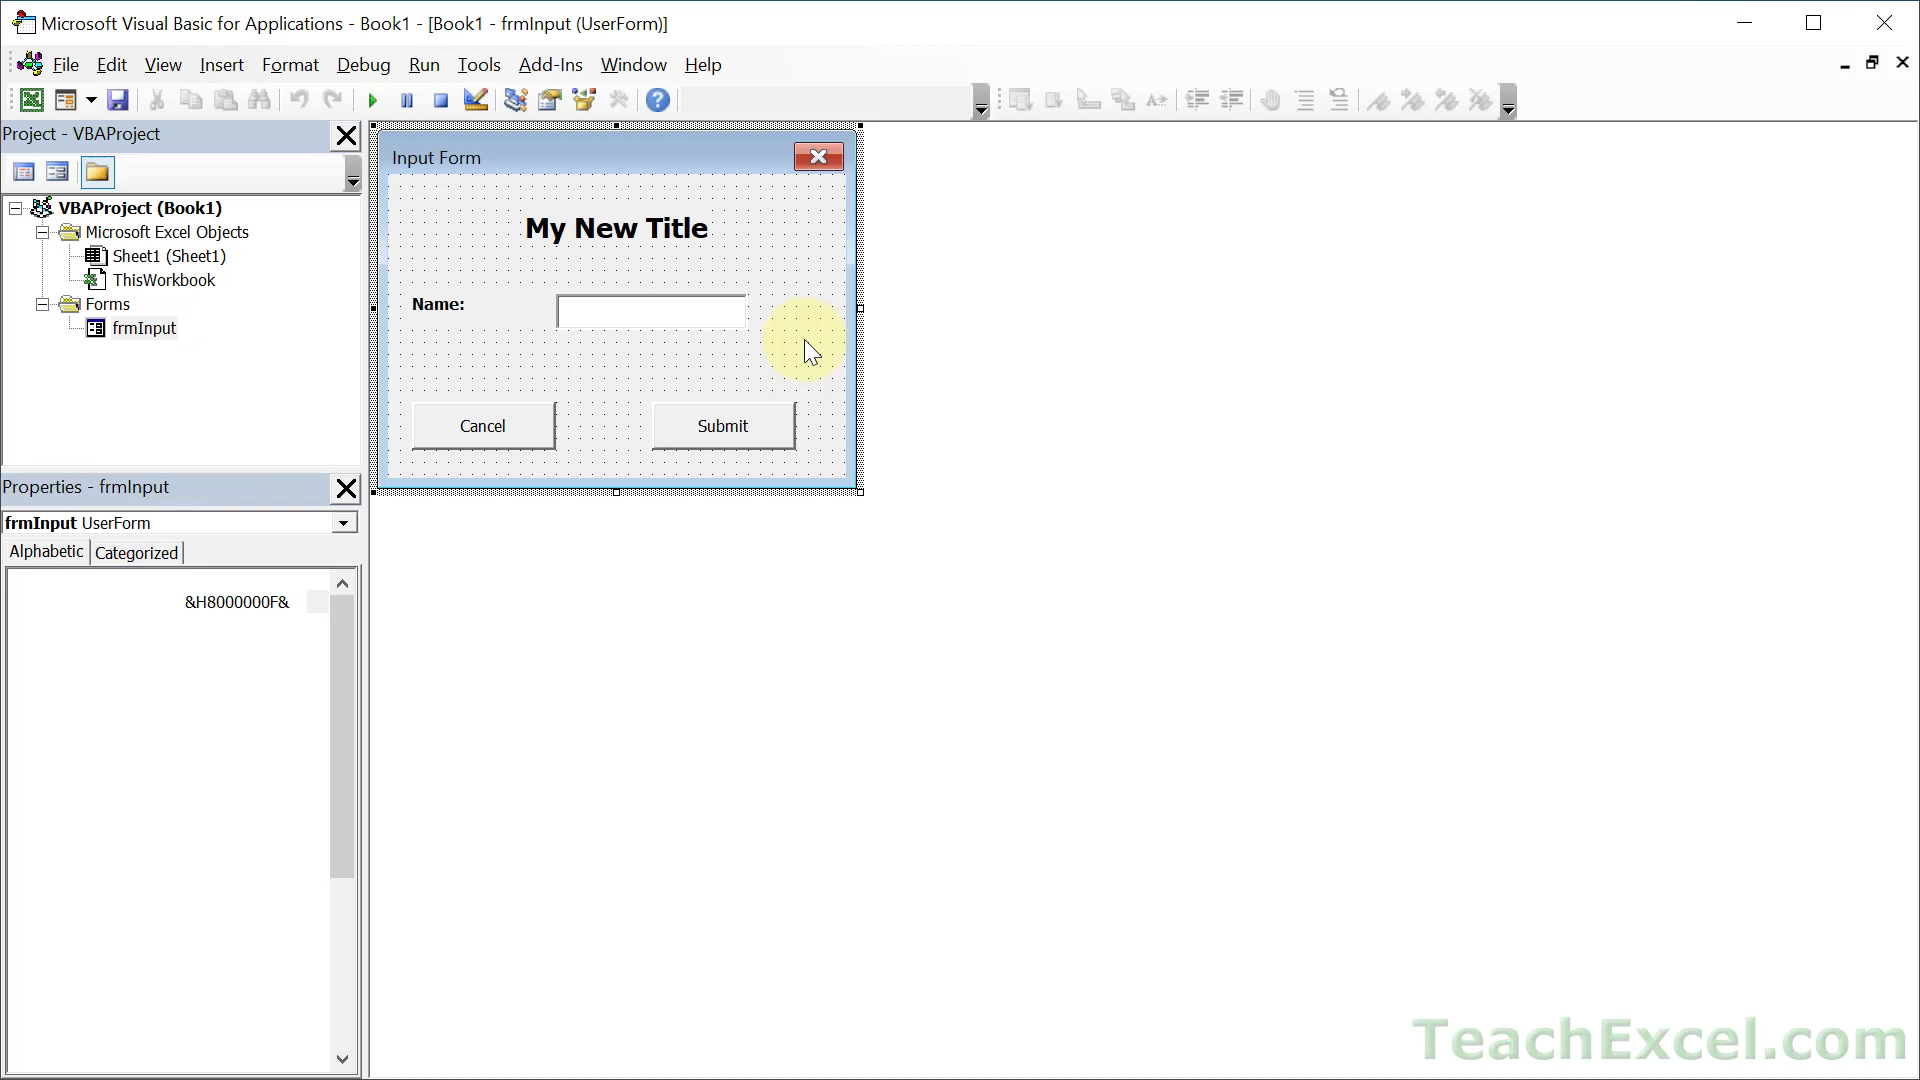 Microsoft Visual Basic for Applications - Book1 - [Book1 - frmInput (UserForm)]
File Edit View Insert Format Debug Run Tools Add-Ins Window Help
Project - VBAProject
VBAProject (Book1)
Microsoft Excel Objects
Sheet1 (Sheet1)
ThisWorkbook
Forms
frmInput
Input Form
My New Title
Name:
Cancel
Submit
Properties - frmInput
frmInput UserForm
Alphabetic Categorized
&H8000000F&
TeachExcel.com